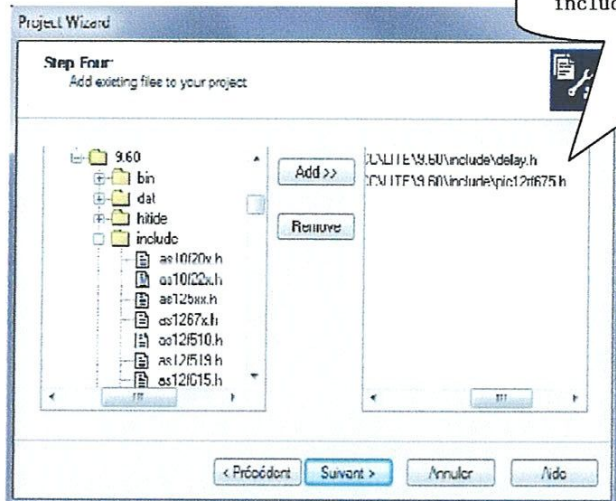 includ
Project Wizard
Step Four:
Add existing files to your project
9.60
bin
dat
hitide
include
as10f20x.h
as10f22x.h
as125xx.h
as1267x.h
as12f510.h
as12f519.h
as12f615.h
Add >>
Remove
\LITE\9.60\include\delay.h
\LITE\9.60\include\pic12rf675.h
< Précédent
Suivant >
Annuler
Aide